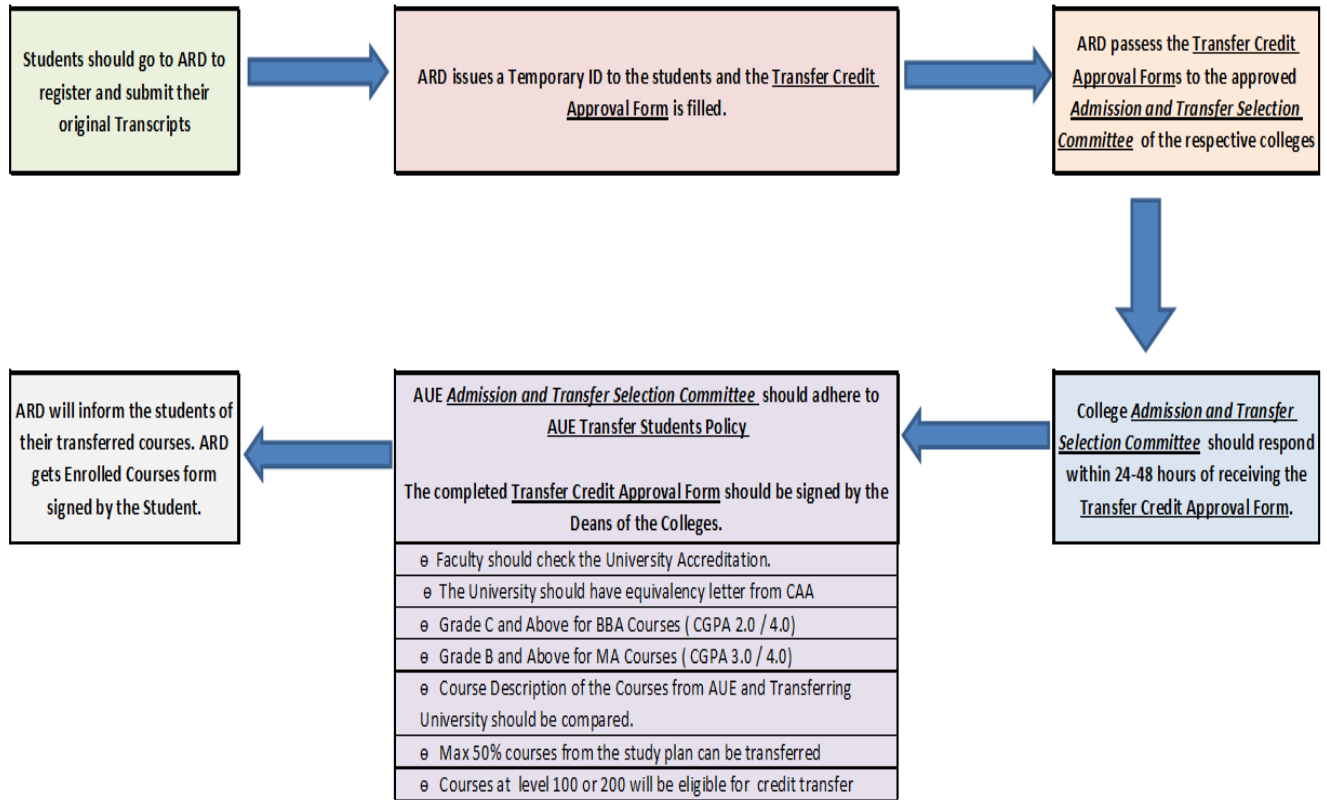 Students should go to ARD to
register and submit their
original Transcripts
ARD issues a Temporary ID to the students and the Transfer Credit
Approval Form is filled.
ARD passess the Transfer Credit
Approval Forms to the approved
Admission and Transfer Selection
Committee of the respective colleges
College Admission and Transfer
Selection Committee should respond
within 24-48 hours of receiving the
Transfer Credit Approval Form.
AUE Admission and Transfer Selection Committee should adhere to
AUE Transfer Students Policy
The completed Transfer Credit Approval Form should be signed by the
Deans of the Colleges.
ɵ Faculty should check the University Accreditation.
ɵ The University should have equivalency letter from CAA
ɵ Grade C and Above for BBA Courses ( CGPA 2.0 / 4.0)
ɵ Grade B and Above for MA Courses ( CGPA 3.0 / 4.0)
ɵ Course Description of the Courses from AUE and Transferring
University should be compared.
ɵ Max 50% courses from the study plan can be transferred
ɵ Courses at level 100 or 200 will be eligible for credit transfer
ARD will inform the students of
their transferred courses. ARD
gets Enrolled Courses form
signed by the Student.